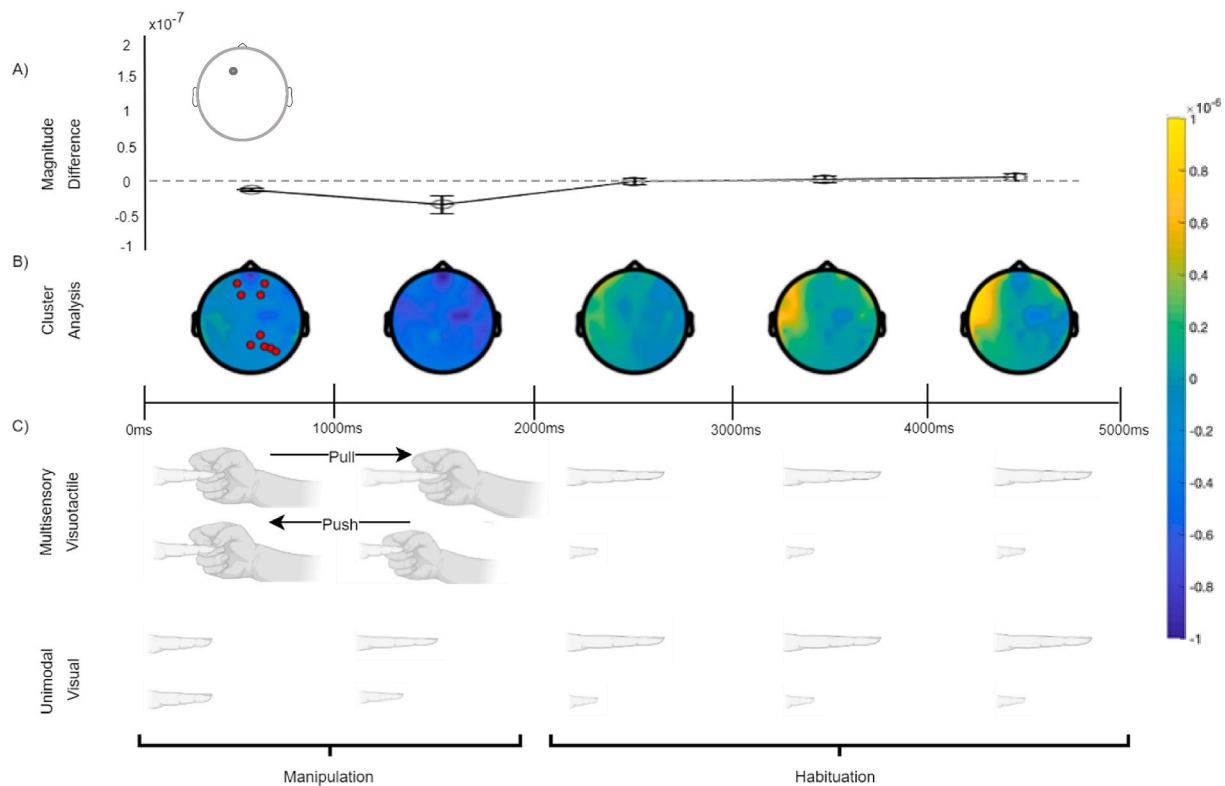 x10-7
A)
Magnitude
Difference
2
1.5
1
0.5
0
-0.5
-1
B)
Cluster
Analysis
×10-6
1
0.8
0.6
0.4
0.2
0
-0.2
-0.4
-0.6
-0.8
-1
0ms
1000ms
2000ms
3000ms
4000ms
5000ms
C)
Multisensory
Visuotactile
Pull
Push
Unimodal
Visual
Manipulation
Habituation